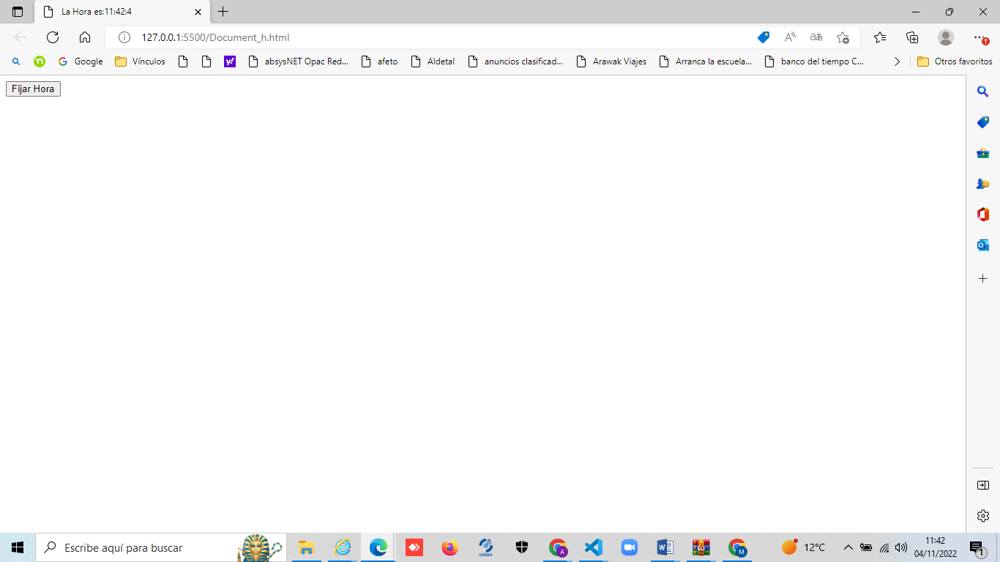 La Hora es:11:42:4
127.0.0.1:5500/Document_h.html
Google Vínculos absysNET Opac Red... afeto Aldetal anuncios clasificad... Arawak Viajes Arranca la escuela... banco del tiempo C... Otros favoritos
Fijar Hora
Escribe aquí para buscar
CERES
A
M
12°C
11:42
04/11/2022
1